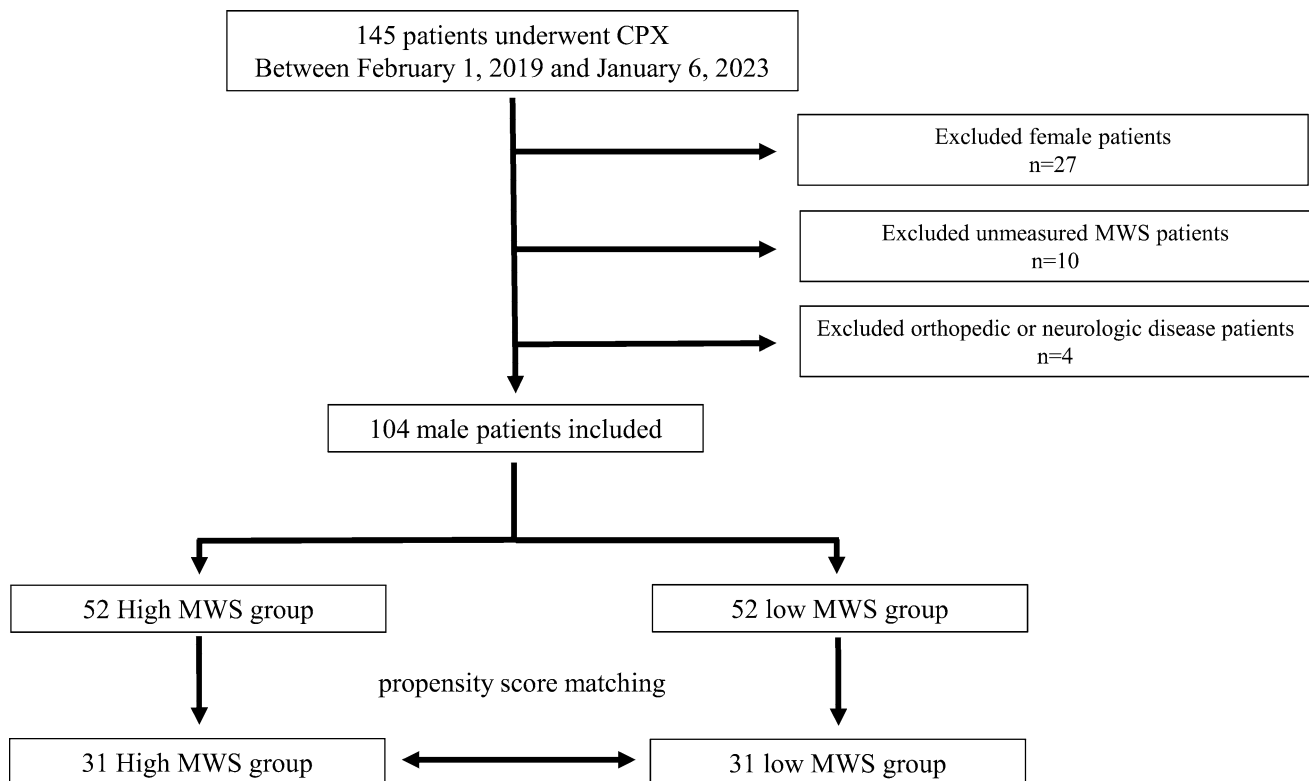 145 patients underwent CPX
Between February 1, 2019 and January 6, 2023
Excluded female patients
n=27
Excluded unmeasured MWS patients
n=10
Excluded orthopedic or neurologic disease patients
n=4
104 male patients included
52 High MWS group
52 low MWS group
propensity score matching
31 High MWS group
31 low MWS group